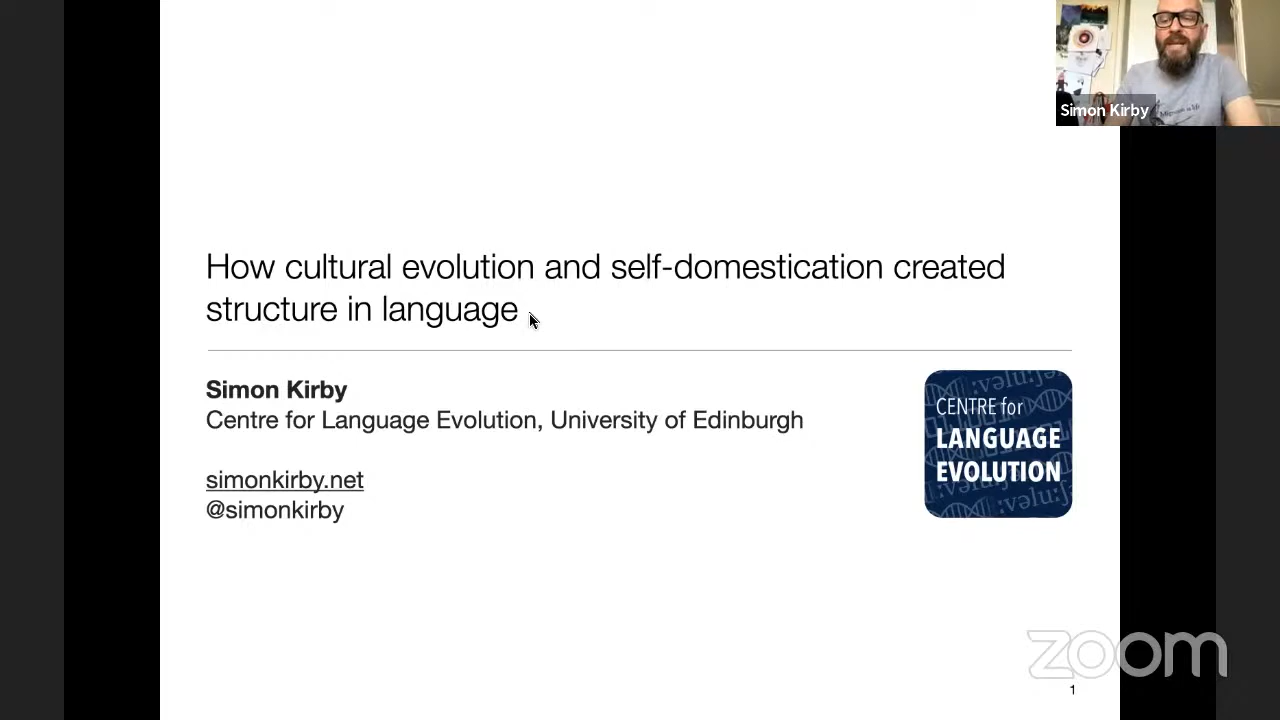 Simon Kirby
How cultural evolution and self-domestication created
structure in language
Simon Kirby
Centre for Language Evolution, University of Edinburgh
simonkirby.net
@simonkirby
CENTRE for
LANGUAGE
EVOLUTION
zoom
1